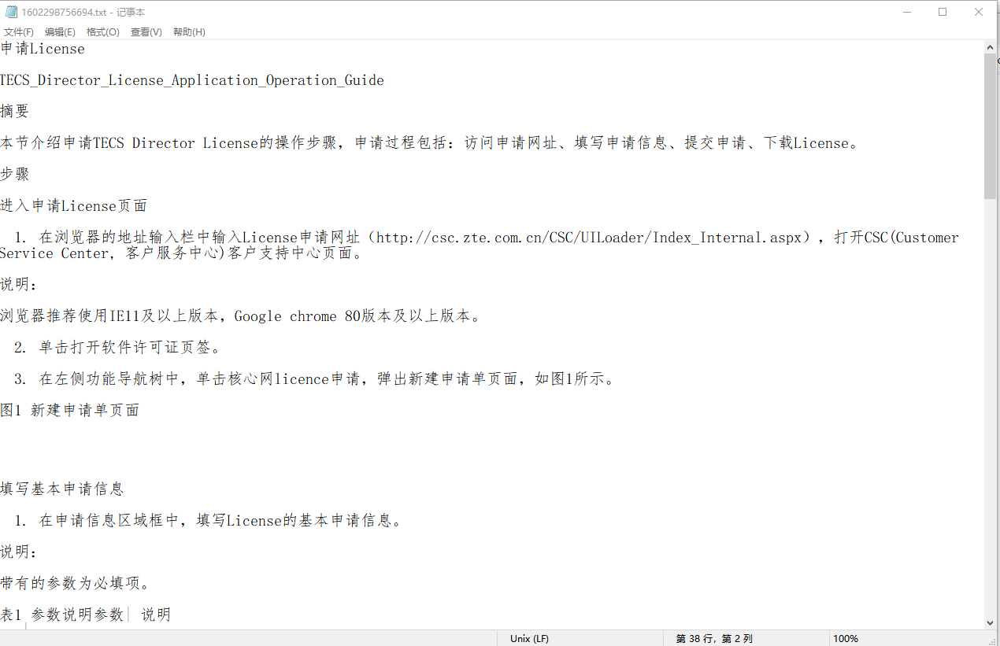 1602298756694.txt - 记事本
文件(F) 编辑(E) 格式(O) 查看(V) 帮助(H)
申请License
TECS_Director_License_Application_Operation_Guide
摘要
本节介绍申请TECS Director License的操作步骤，申请过程包括：访问申请网址、填写申请信息、提交申请、下载License。
步骤
进入申请License页面
1. 在浏览器的地址输入栏中输入License申请网址（http://csc.zte.com.cn/CSC/UILoader/Index_Internal.aspx），打开CSC(Customer
Service Center，客户服务中心)客户支持中心页面。
说明：
浏览器推荐使用IE11及以上版本，Google chrome 80版本及以上版本。
2. 单击打开软件许可证页签。
3. 在左侧功能导航树中，单击核心网licence申请，弹出新建申请单页面，如图1所示。
图1 新建申请单页面
填写基本申请信息
1. 在申请信息区域框中，填写License的基本申请信息。
说明：
带有的参数为必填项。
表1 参数说明参数 说明
Unix (LF) 第 38 行，第 2 列 100%